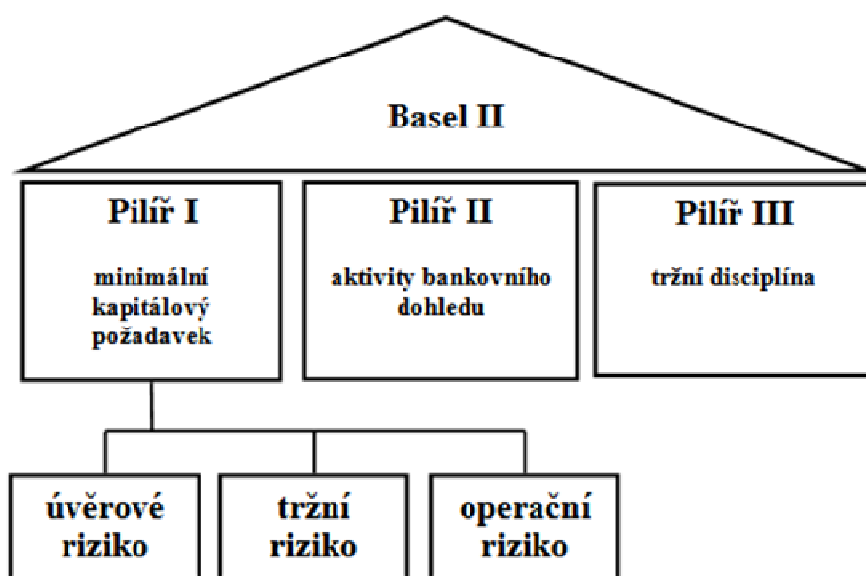 Basel II
Pilíř I
minimální
kapitálový
požadavek
Pilíř II
aktivity bankovního
dohledu
Pilíř III
tržní disciplína
úvěrové
riziko
tržní
riziko
operační
riziko